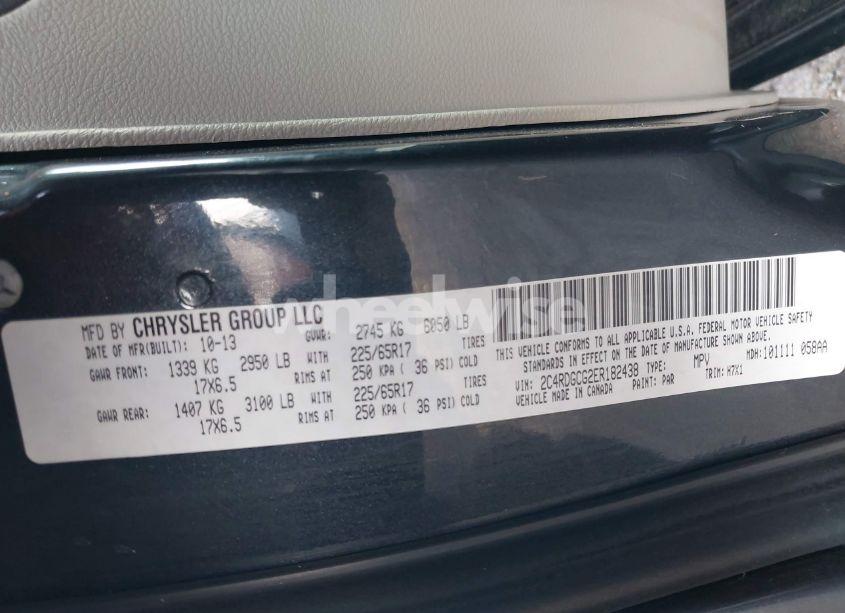 MFD BY CHRYSLER GROUP LLC GVWR: 2745 KG 6050 LB
DATE OF MFR(BUILT): 10-13
GAWR FRONT: 1339 KG 2950 LB WITH 225/65R17 TIRES
17X6.5 RIMS AT 250 KPA ( 36 PSI) COLD
GAWR REAR: 1407 KG 3100 LB WITH 225/65R17 TIRES
17X6.5 RIMS AT 250 KPA ( 36 PSI) COLD
THIS VEHICLE CONFORMS TO ALL APPLICABLE U.S.A. FEDERAL MOTOR VEHICLE SAFETY
STANDARDS IN EFFECT ON THE DATE OF MANUFACTURE SHOWN ABOVE.
VIN: 2C4RDGCG2ER182438 TYPE: MPV MDH: 101111 058AA
VEHICLE MADE IN CANADA PAINT: PAR TRIM: H7X1
wheelwise